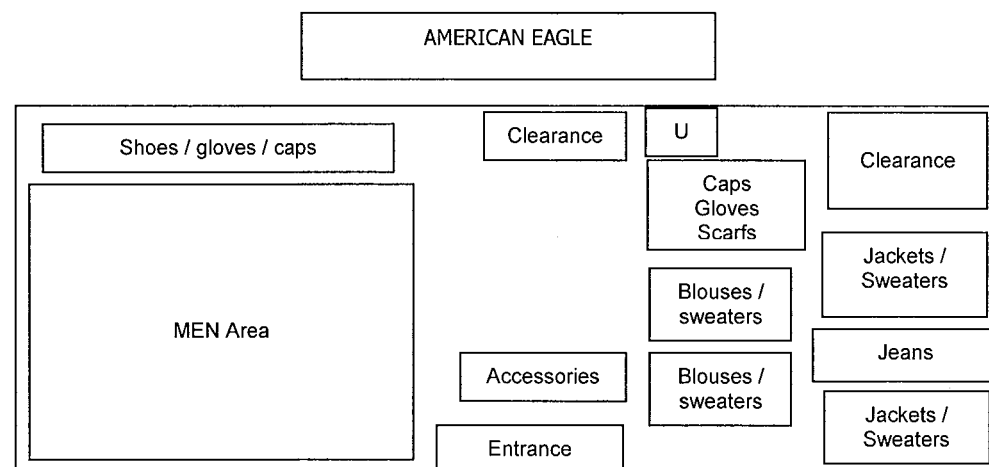 AMERICAN EAGLE
Shoes / gloves / caps
MEN Area
Clearance
Accessories
Entrance
U
Caps
Gloves
Scarfs
Blouses /
sweaters
Blouses /
sweaters
Clearance
Jackets /
Sweaters
Jeans
Jackets /
Sweaters